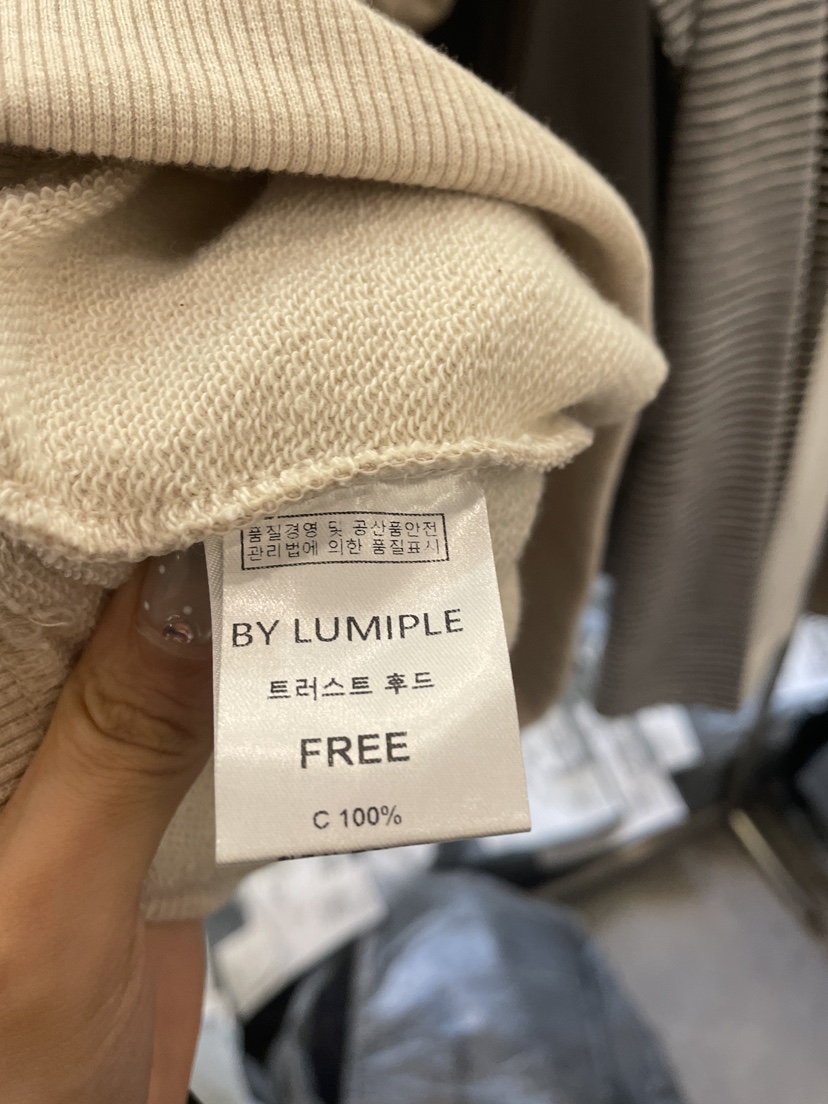 품질경영 및 공산품안전
관리법에 의한 품질표시
BY LUMIPLE
트러스트 후드
FREE
C 100%